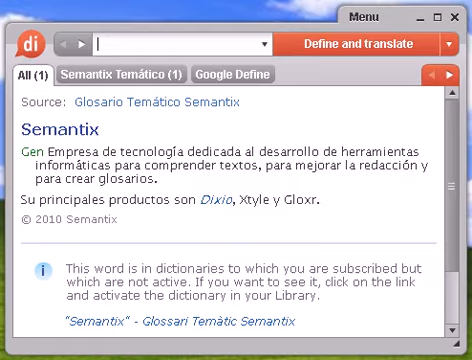 Menu
di
Define and translate
All (1)
Semantix Temático (1)
Google Define
Source: Glosario Temático Semantix
Semantix
Gen Empresa de tecnología dedicada al desarrollo de herramientas
informáticas para comprender textos, para mejorar la redacción y
para crear glosarios.
Su principales productos son Dixio, Xtyle y Gloxr.
© 2010 Semantix
i
This word is in dictionaries to which you are subscribed but
which are not active. If you want to see it, click on the link
and activate the dictionary in your Library.
"Semantix" - Glossari Temàtic Semantix